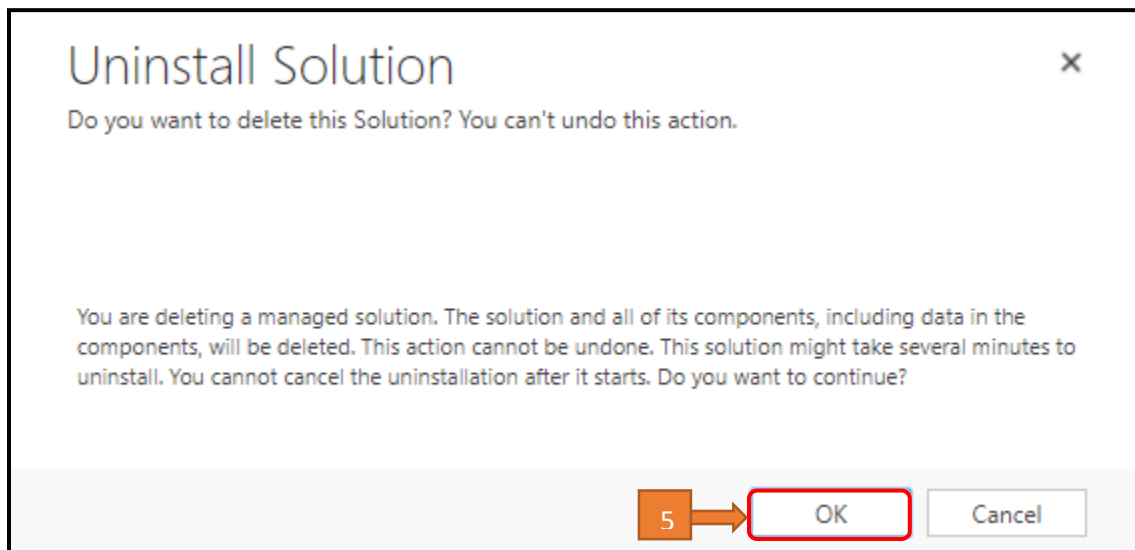 Uninstall Solution
Do you want to delete this Solution? You can't undo this action.
You are deleting a managed solution. The solution and all of its components, including data in the
components, will be deleted. This action cannot be undone. This solution might take several minutes to
uninstall. You cannot cancel the uninstallation after it starts. Do you want to continue?
5 OK Cancel